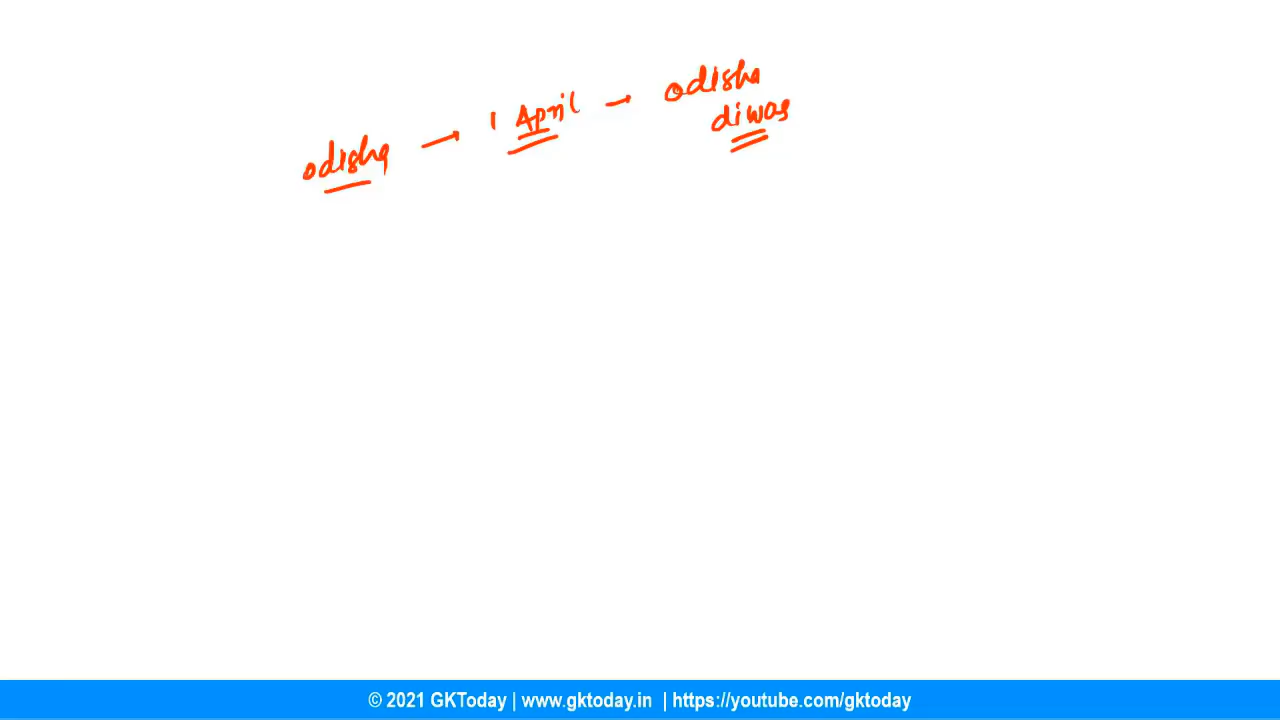 odisha → 1 April → odisha
diwas
© 2021 GKToday | www.gktoday.in | https://youtube.com/gktoday